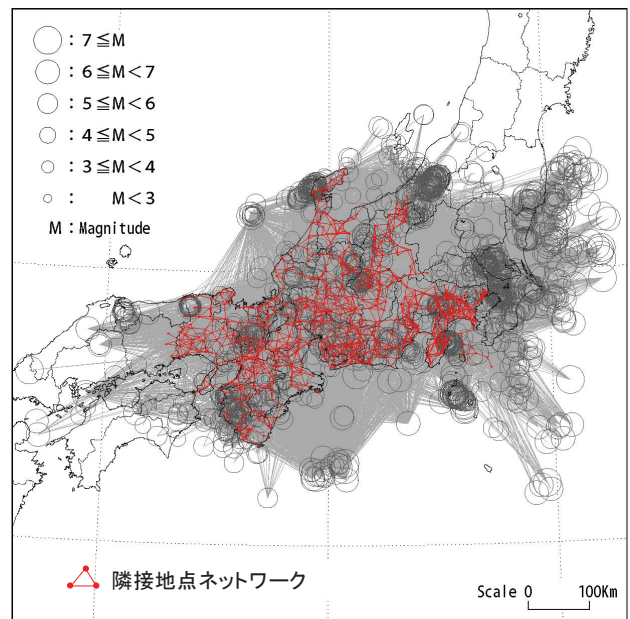 : 7≦M
: 6≦M<7
: 5≦M<6
: 4≦M<5
: 3≦M<4
: M<3
M : Magnitude
隣接地点ネットワーク
Scale 0 100Km